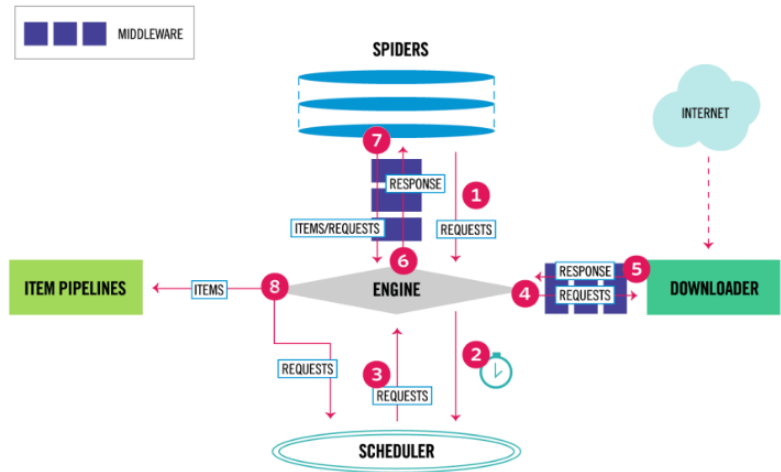 MIDDLEWARE
SPIDERS
INTERNET
7
RESPONSE
1
ITEMS/REQUESTS
REQUESTS
6
RESPONSE
5
ITEM PIPELINES
ITEMS
8
ENGINE
4
REQUESTS
DOWNLOADER
2
REQUESTS
3
REQUESTS
SCHEDULER